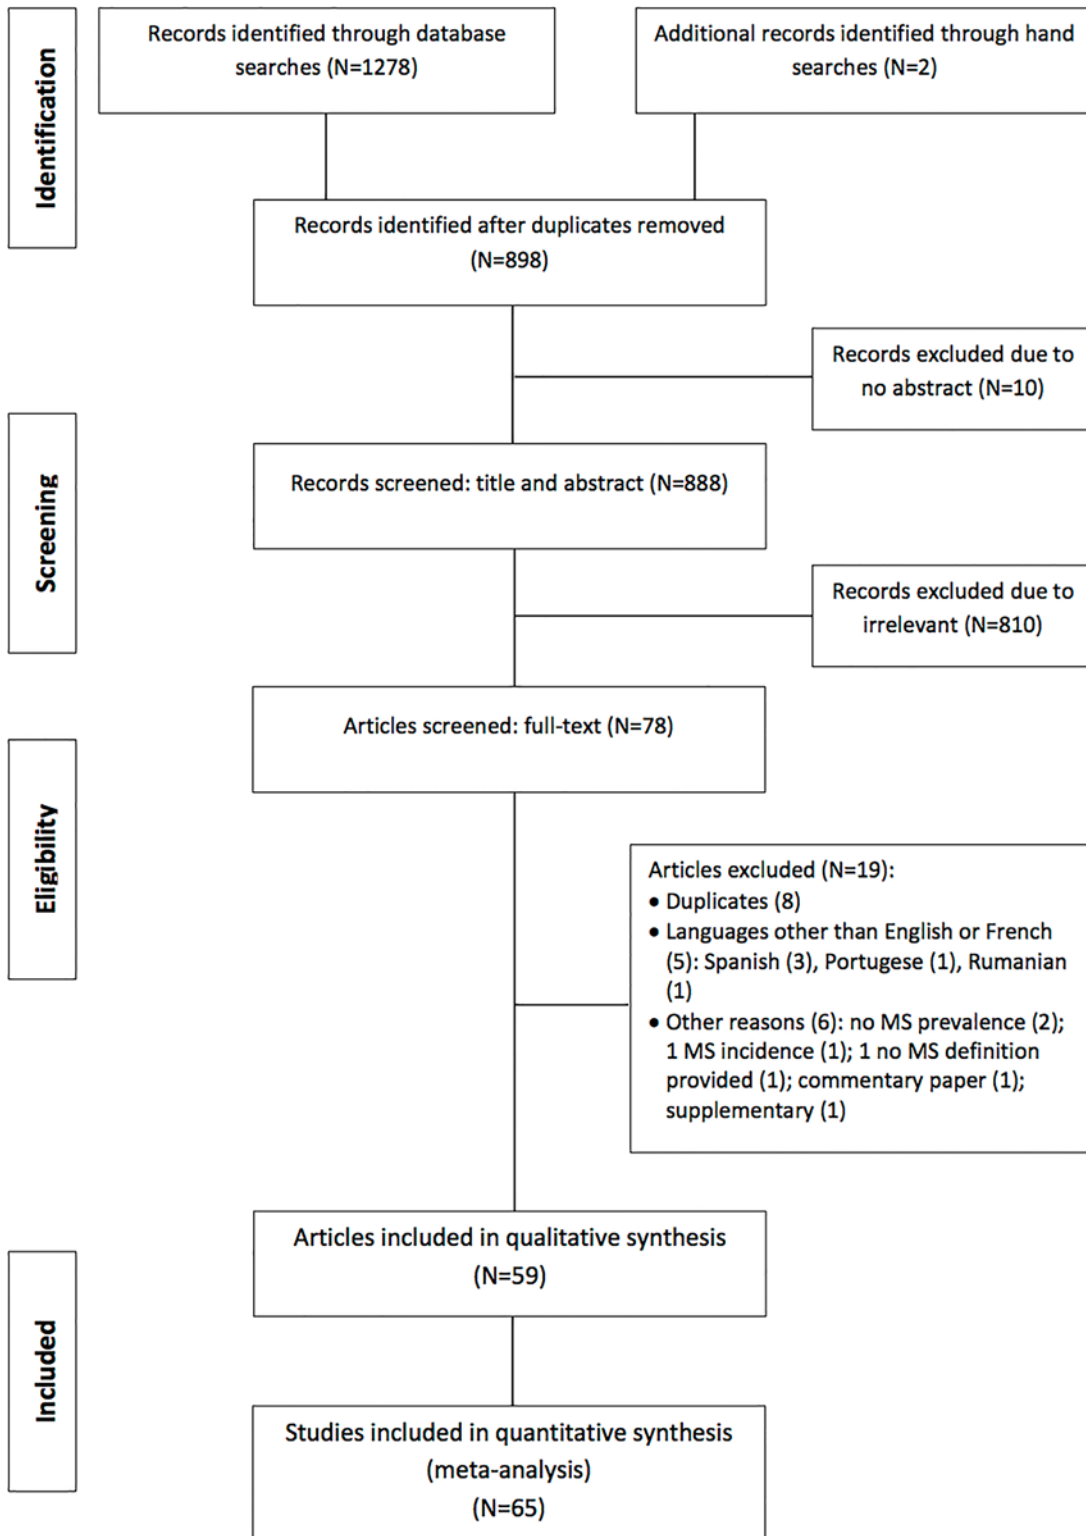 Identification
Records identified through database
searches (N=1278)
Additional records identified through hand
searches (N=2)
Records identified after duplicates removed
(N=898)
Records excluded due to
no abstract (N=10)
Screening
Records screened: title and abstract (N=888)
Records excluded due to
irrelevant (N=810)
Articles screened: full-text (N=78)
Eligibility
Articles excluded (N=19):
• Duplicates (8)
• Languages other than English or French
(5): Spanish (3), Portugese (1), Rumanian
(1)
• Other reasons (6): no MS prevalence (2);
1 MS incidence (1); 1 no MS definition
provided (1); commentary paper (1);
supplementary (1)
Articles included in qualitative synthesis
(N=59)
Included
Studies included in quantitative synthesis
(meta-analysis)
(N=65)